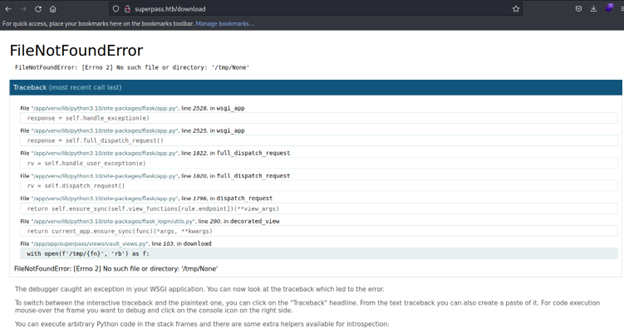 superpass.htb/download
For quick access, place your bookmarks here on the bookmarks toolbar. Manage bookmarks...
FileNotFoundError
FileNotFoundError: [Errno 2] No such file or directory: '/tmp/None'
Traceback (most recent call last)
File "/app/venv/lib/python3.10/site-packages/flask/app.py", line 2528, in wsgi_app
response = self.handle_exception(e)
File "/app/venv/lib/python3.10/site-packages/flask/app.py", line 2525, in wsgi_app
response = self.full_dispatch_request()
File "/app/venv/lib/python3.10/site-packages/flask/app.py", line 1822, in full_dispatch_request
rv = self.handle_user_exception(e)
File "/app/venv/lib/python3.10/site-packages/flask/app.py", line 1820, in full_dispatch_request
rv = self.dispatch_request()
File "/app/venv/lib/python3.10/site-packages/flask/app.py", line 1796, in dispatch_request
return self.ensure_sync(self.view_functions[rule.endpoint])(**view_args)
File "/app/venv/lib/python3.10/site-packages/flask_login/utils.py", line 290, in decorated_view
return current_app.ensure_sync(func)(*args, **kwargs)
File "/app/app/superpass/views/vault_views.py", line 103, in download
with open(f'/tmp/{fn}', 'rb') as f:
FileNotFoundError: [Errno 2] No such file or directory: '/tmp/None'
The debugger caught an exception in your WSGI application. You can now look at the traceback which led to the error.
To switch between the interactive traceback and the plaintext one, you can click on the "Traceback" headline. From the text traceback you can also create a paste of it. For code execution
mouse-over the frame you want to debug and click on the console icon on the right side.
You can execute arbitrary Python code in the stack frames and there are some extra helpers available for introspection: